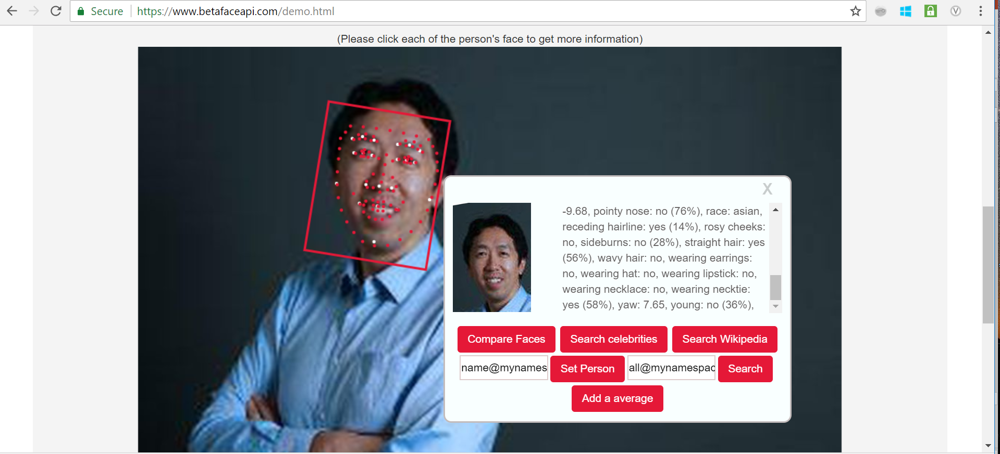 Secure https://www.betafaceapi.com/demo.html
(Please click each of the person's face to get more information)
X
-9.68, pointy nose: no (76%), race: asian,
receding hairline: yes (14%), rosy cheeks:
no, sideburns: no (28%), straight hair: yes
(56%), wavy hair: no, wearing earrings:
no, wearing hat: no, wearing lipstick: no,
wearing necklace: no, wearing necktie:
yes (58%), yaw: 7.65, young: no (36%),
Compare Faces Search celebrities Search Wikipedia
name@mynames Set Person all@mynamespac Search
Add a average